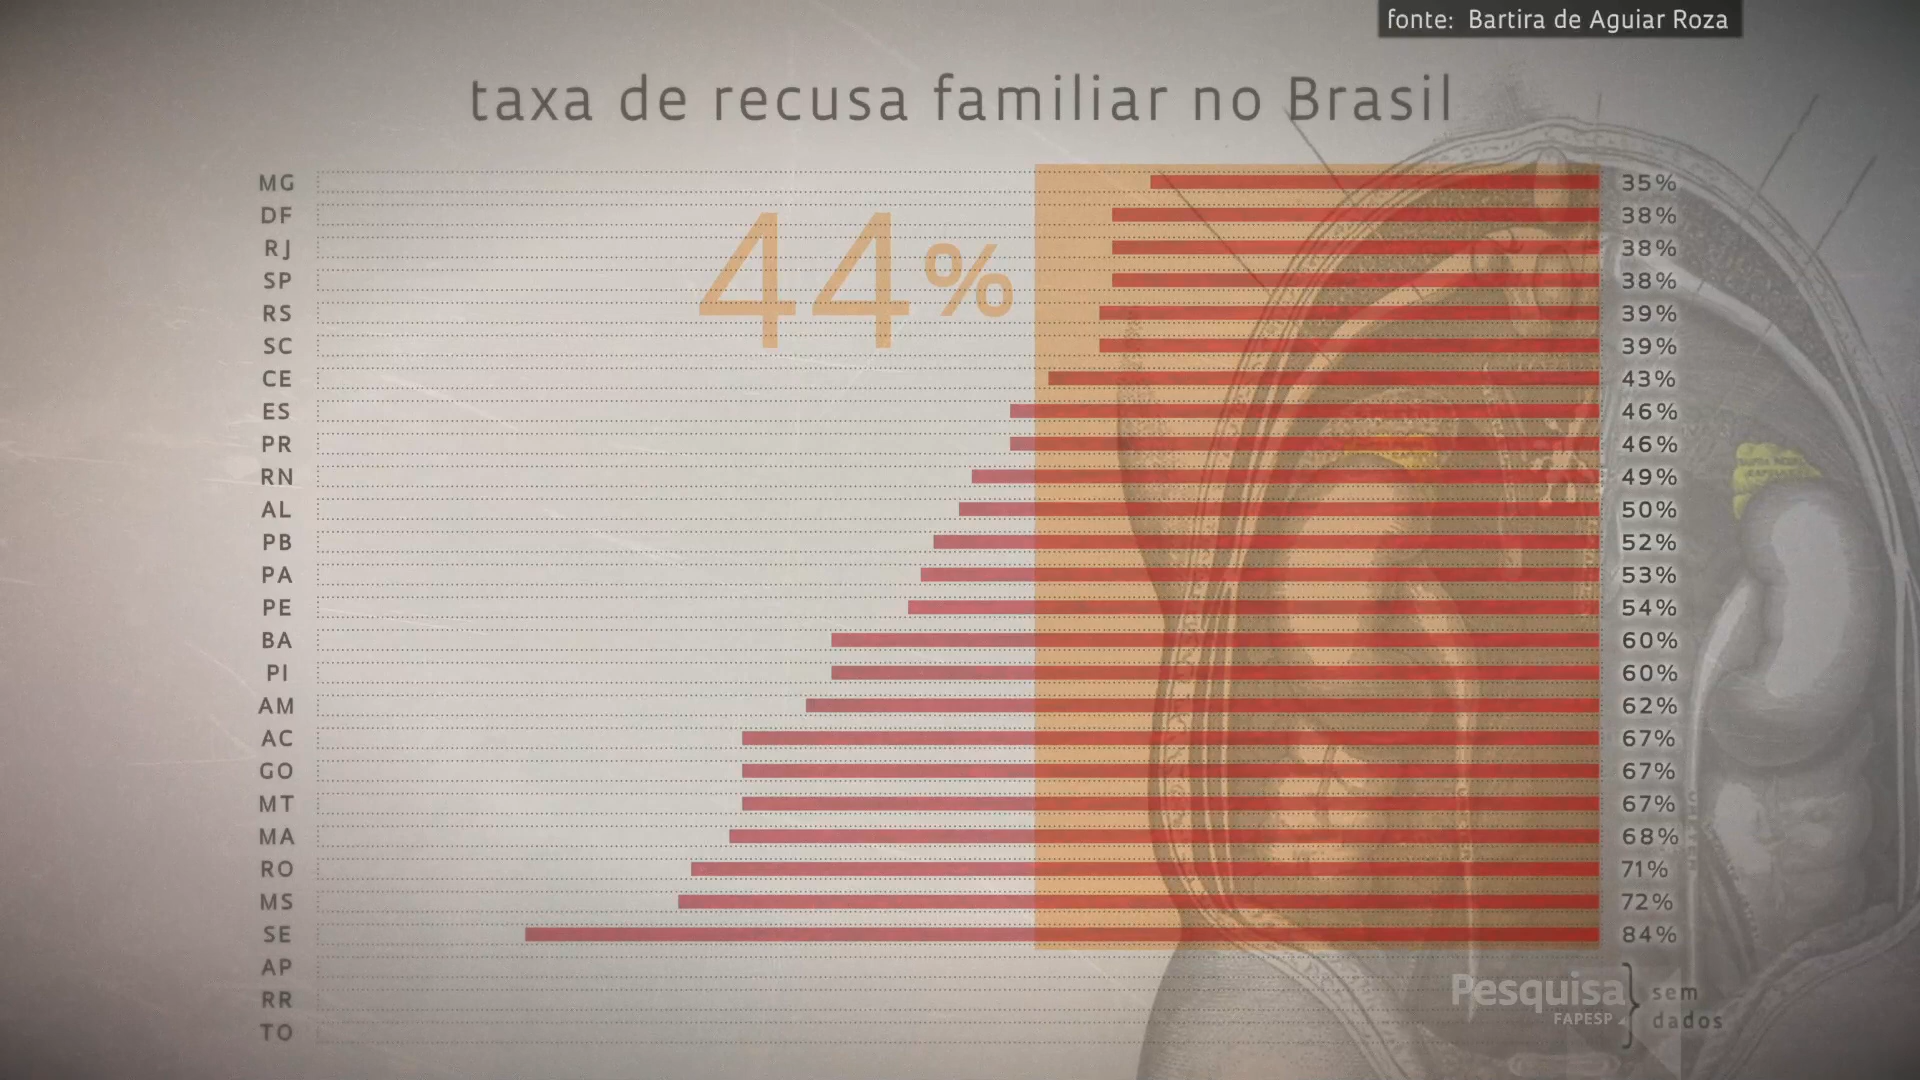 fonte: Bartira de Aguiar Roza
taxa de recusa familiar no Brasil
44%
MG 35%
DF 38%
RJ 38%
SP 38%
RS 39%
SC 39%
CE 43%
ES 46%
PR 46%
RN 49%
AL 50%
PB 52%
PA 53%
PE 54%
BA 60%
PI 60%
AM 62%
AC 67%
GO 67%
MT 67%
MA 68%
RO 71%
MS 72%
SE 84%
AP
RR
TO
sem
dados
Pesquisa
FAPESP